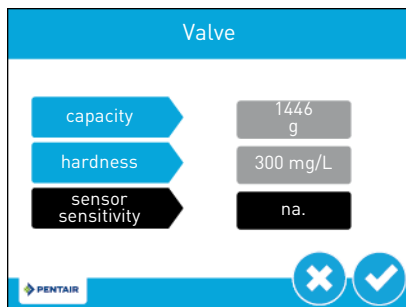 Valve
capacity
1446
g
hardness
300 mg/L
sensor
sensitivity
na.
PENTAIR